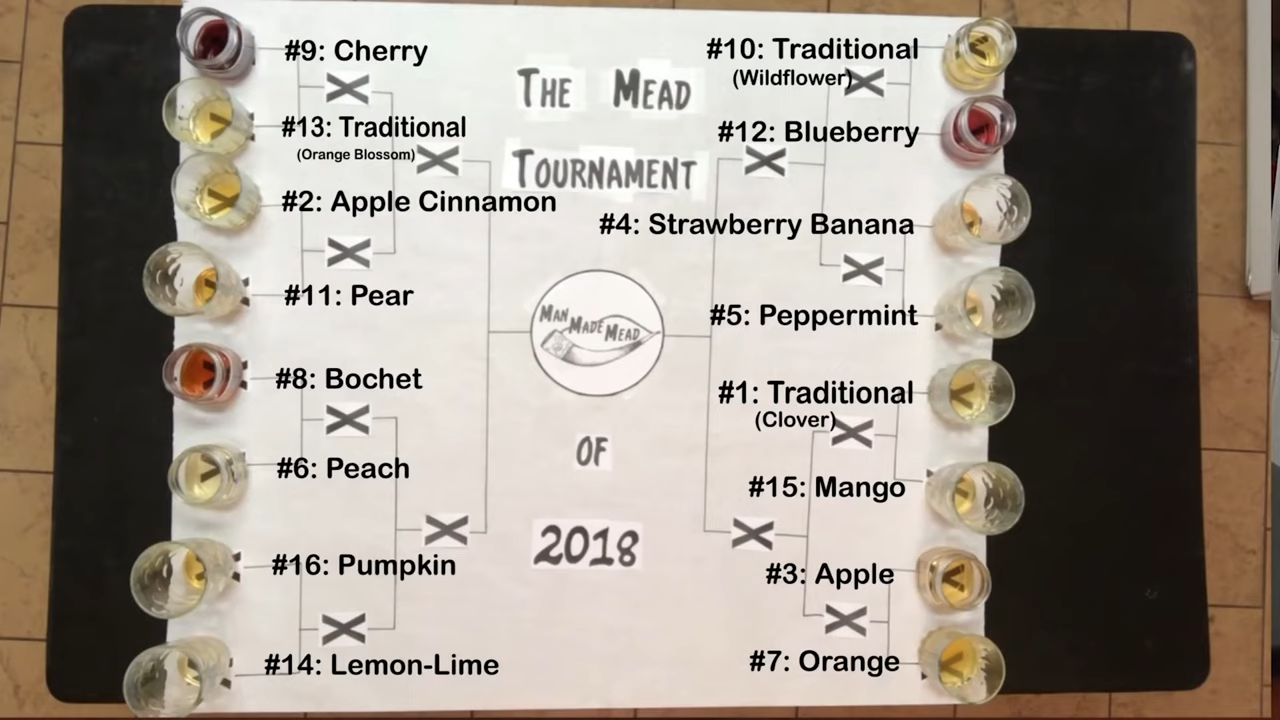 THE MEAD
TOURNAMENT
OF
2018
MAN MADE MEAD
#9: Cherry
#13: Traditional
(Orange Blossom)
#2: Apple Cinnamon
#11: Pear
#8: Bochet
#6: Peach
#16: Pumpkin
#14: Lemon-Lime
#10: Traditional
(Wildflower)
#12: Blueberry
#4: Strawberry Banana
#5: Peppermint
#1: Traditional
(Clover)
#15: Mango
#3: Apple
#7: Orange